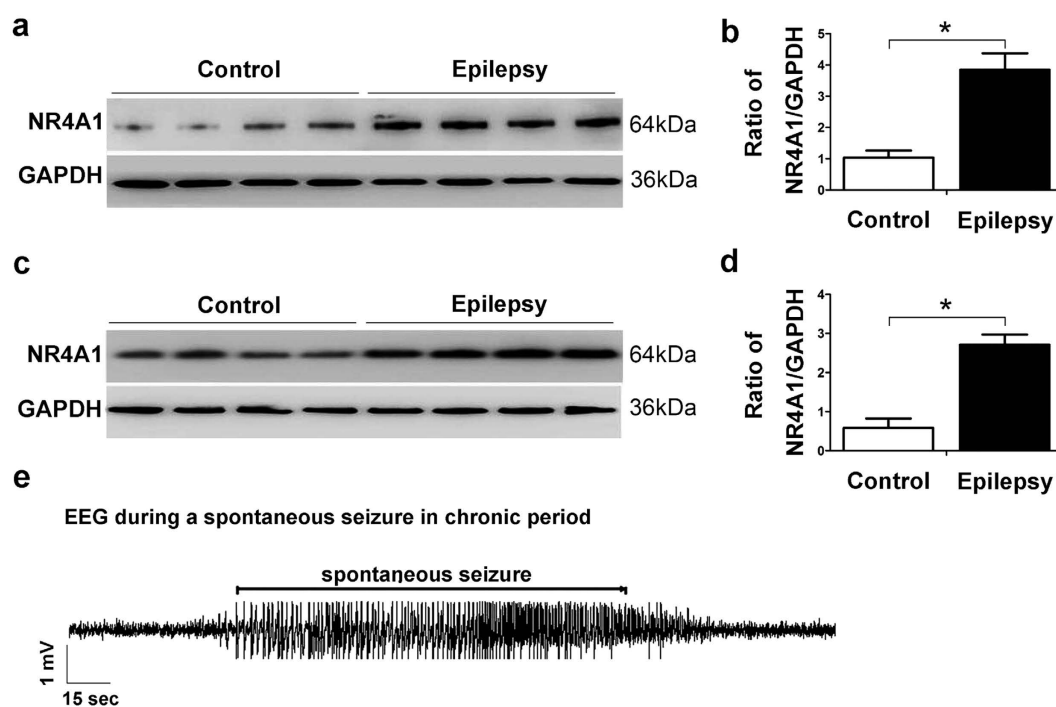 a
Control Epilepsy
NR4A1 64kDa
GAPDH 36kDa
b
Ratio of
NR4A1/GAPDH
5
4
3
2
1
0
*
Control Epilepsy
c
Control Epilepsy
NR4A1 64kDa
GAPDH 36kDa
d
Ratio of
NR4A1/GAPDH
4
3
2
1
0
*
Control Epilepsy
e
EEG during a spontaneous seizure in chronic period
spontaneous seizure
1 mV
15 sec